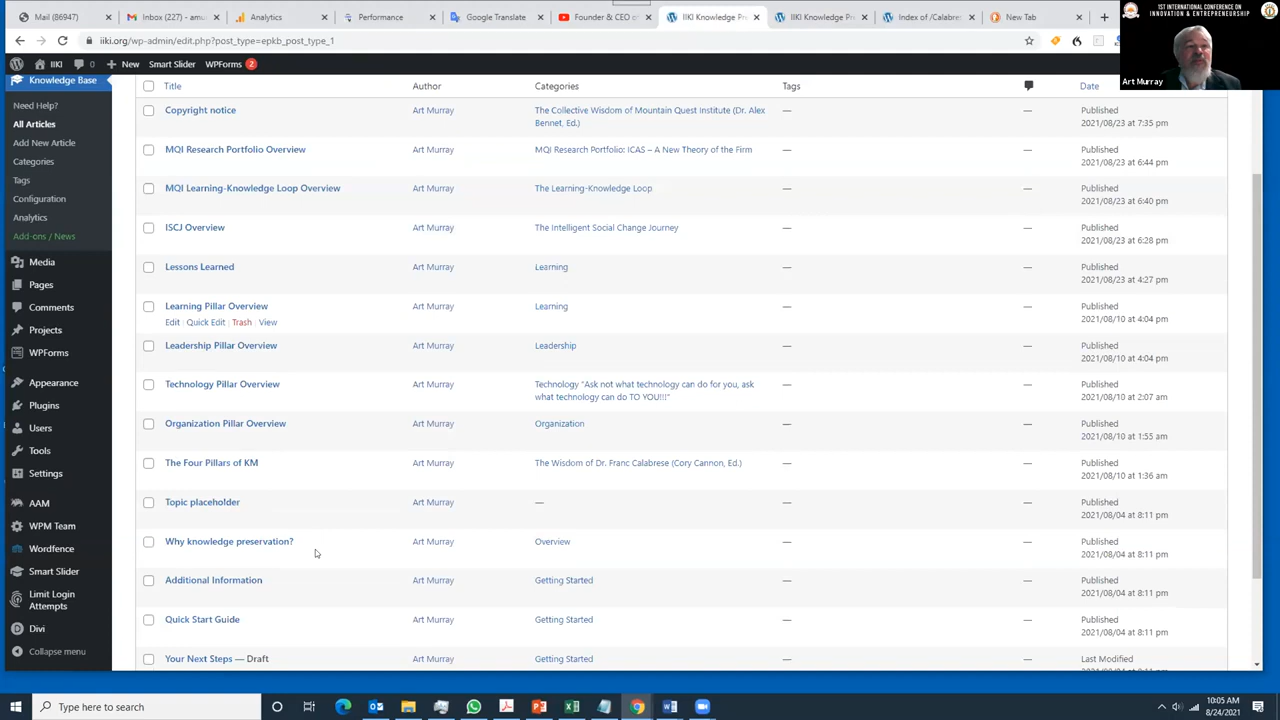 Mail (86947)
Inbox (227) - amu
Analytics
Performance
Google Translate
Founder & CEO of
IIKI Knowledge Pre
IIKI Knowledge Pr
Index of /Calabres
New Tab
1ST INTERNATIONAL CONFERENCE ON
INNOVATION & ENTREPRENEURSHIP
iiki.org/wp-admin/edit.php?post_type=epkb_post_type_1
IIKI
0
New
Smart Slider
WPForms
2
Art Murray
Knowledge Base
Need Help?
All Articles
Add New Article
Categories
Tags
Configuration
Analytics
Add-ons / News
Media
Pages
Comments
Projects
WPForms
Appearance
Plugins
Users
Tools
Settings
AAM
WPM Team
Wordfence
Smart Slider
Limit Login
Attempts
Divi
Collapse menu
Title Author Categories Tags Date
Copyright notice Art Murray The Collective Wisdom of Mountain Quest Institute (Dr. Alex — — Published
Bennet, Ed.) 2021/08/23 at 7:35 pm
MQI Research Portfolio Overview Art Murray MQI Research Portfolio: ICAS – A New Theory of the Firm — — Published
2021/08/23 at 6:44 pm
MQI Learning-Knowledge Loop Overview Art Murray The Learning-Knowledge Loop — — Published
2021/08/23 at 6:40 pm
ISCJ Overview Art Murray The Intelligent Social Change Journey — — Published
2021/08/23 at 6:28 pm
Lessons Learned Art Murray Learning — — Published
2021/08/23 at 4:27 pm
Learning Pillar Overview Art Murray Learning — — Published
Edit | Quick Edit | Trash | View 2021/08/10 at 4:04 pm
Leadership Pillar Overview Art Murray Leadership — — Published
2021/08/10 at 4:04 pm
Technology Pillar Overview Art Murray Technology "Ask not what technology can do for you, ask — — Published
what technology can do TO YOU!!!" 2021/08/10 at 2:07 am
Organization Pillar Overview Art Murray Organization — — Published
2021/08/10 at 1:55 am
The Four Pillars of KM Art Murray The Wisdom of Dr. Franc Calabrese (Cory Cannon, Ed.) — — Published
2021/08/10 at 1:36 am
Topic placeholder Art Murray — — — Published
2021/08/04 at 8:11 pm
Why knowledge preservation? Art Murray Overview — — Published
2021/08/04 at 8:11 pm
Additional Information Art Murray Getting Started — — Published
2021/08/04 at 8:11 pm
Quick Start Guide Art Murray Getting Started — — Published
2021/08/04 at 8:11 pm
Your Next Steps — Draft Art Murray Getting Started — — Last Modified
Type here to search
10:05 AM
8/24/2021